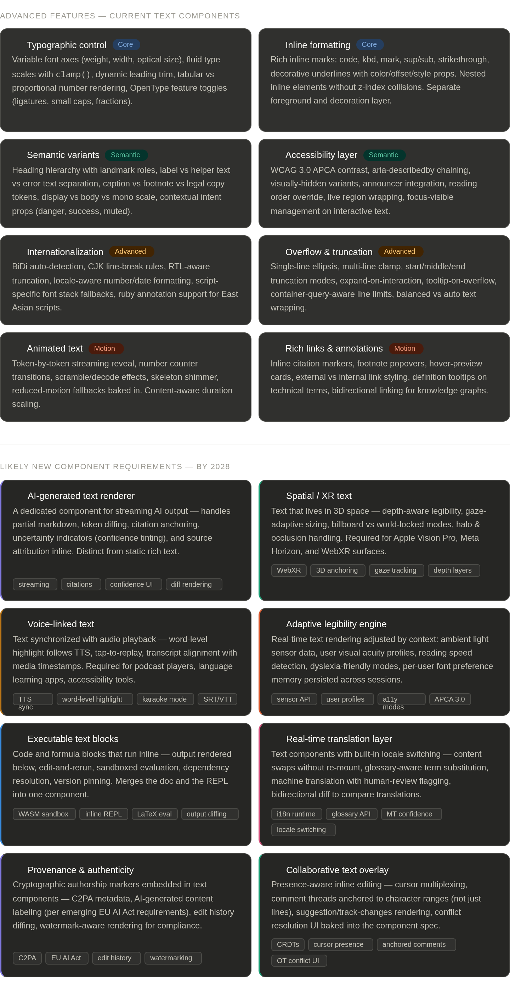 ADVANCED FEATURES — CURRENT TEXT COMPONENTS
Typographic control Core
Variable font axes (weight, width, optical size), fluid type
scales with clamp(), dynamic leading trim, tabular vs
proportional number rendering, OpenType feature toggles
(ligatures, small caps, fractions).
Inline formatting Core
Rich inline marks: code, kbd, mark, sup/sub, strikethrough,
decorative underlines with color/offset/style props. Nested
inline elements without z-index collisions. Separate
foreground and decoration layer.
Semantic variants Semantic
Heading hierarchy with landmark roles, label vs helper text
vs error text separation, caption vs footnote vs legal copy
tokens, display vs body vs mono scale, contextual intent
props (danger, success, muted).
Accessibility layer Semantic
WCAG 3.0 APCA contrast, aria-describedby chaining,
visually-hidden variants, announcer integration, reading
order override, live region wrapping, focus-visible
management on interactive text.
Internationalization Advanced
BiDi auto-detection, CJK line-break rules, RTL-aware
truncation, locale-aware number/date formatting, script-
specific font stack fallbacks, ruby annotation support for East
Asian scripts.
Overflow & truncation Advanced
Single-line ellipsis, multi-line clamp, start/middle/end
truncation modes, expand-on-interaction, tooltip-on-overflow,
container-query-aware line limits, balanced vs auto text
wrapping.
Animated text Motion
Token-by-token streaming reveal, number counter
transitions, scramble/decode effects, skeleton shimmer,
reduced-motion fallbacks baked in. Content-aware duration
scaling.
Rich links & annotations Motion
Inline citation markers, footnote popovers, hover-preview
cards, external vs internal link styling, definition tooltips on
technical terms, bidirectional linking for knowledge graphs.
LIKELY NEW COMPONENT REQUIREMENTS — BY 2028
AI-generated text renderer
A dedicated component for streaming AI output — handles
partial markdown, token diffing, citation anchoring,
uncertainty indicators (confidence tinting), and source
attribution inline. Distinct from static rich text.
streaming citations confidence UI diff rendering
Spatial / XR text
Text that lives in 3D space — depth-aware legibility, gaze-
adaptive sizing, billboard vs world-locked modes, halo &
occlusion handling. Required for Apple Vision Pro, Meta
Horizon, and WebXR surfaces.
WebXR 3D anchoring gaze tracking depth layers
Voice-linked text
Text synchronized with audio playback — word-level
highlight follows TTS, tap-to-replay, transcript alignment with
media timestamps. Required for podcast players, language
learning apps, accessibility tools.
TTS sync word-level highlight karaoke mode SRT/VTT
Adaptive legibility engine
Real-time text rendering adjusted by context: ambient light
sensor data, user visual acuity profiles, reading speed
detection, dyslexia-friendly modes, per-user font preference
memory persisted across sessions.
sensor API user profiles a11y modes APCA 3.0
Executable text blocks
Code and formula blocks that run inline — output rendered
below, edit-and-rerun, sandboxed evaluation, dependency
resolution, version pinning. Merges the doc and the REPL
into one component.
WASM sandbox inline REPL LaTeX eval output diffing
Real-time translation layer
Text components with built-in locale switching — content
swaps without re-mount, glossary-aware term substitution,
machine translation with human-review flagging,
bidirectional diff to compare translations.
i18n runtime glossary API MT confidence
locale switching
Provenance & authenticity
Cryptographic authorship markers embedded in text
components — C2PA metadata, AI-generated content
labeling (per emerging EU AI Act requirements), edit history
diffing, watermark-aware rendering for compliance.
C2PA EU AI Act edit history watermarking
Collaborative text overlay
Presence-aware inline editing — cursor multiplexing,
comment threads anchored to character ranges (not just
lines), suggestion/track-changes rendering, conflict
resolution UI baked into the component spec.
CRDTs cursor presence anchored comments
OT conflict UI